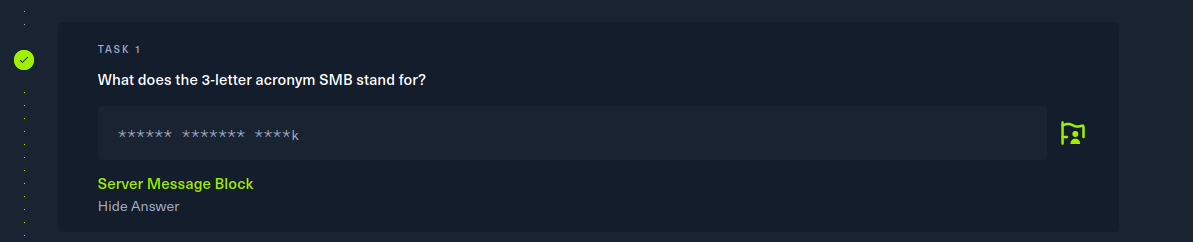 TASK 1
What does the 3-letter acronym SMB stand for?
****** ******* ****k
Server Message Block
Hide Answer